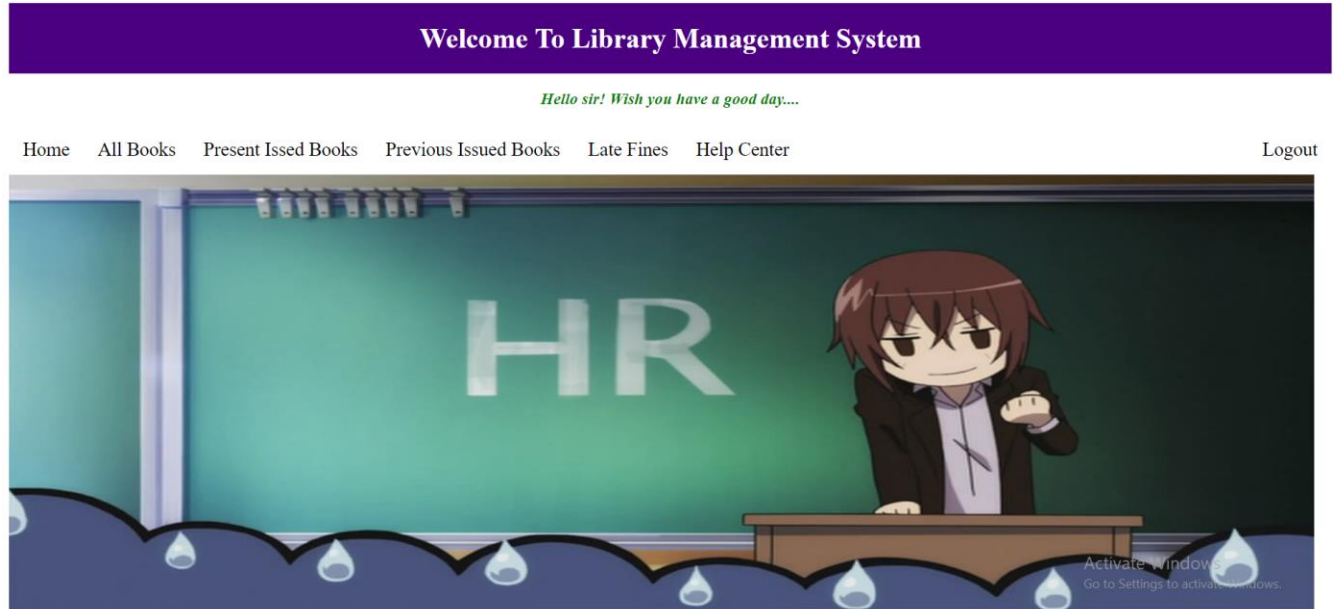 Welcome To Library Management System
Hello sir! Wish you have a good day....
Home All Books Present Issed Books Previous Issued Books Late Fines Help Center Logout
HR
Activate Windows
Go to Settings to activate Windows.